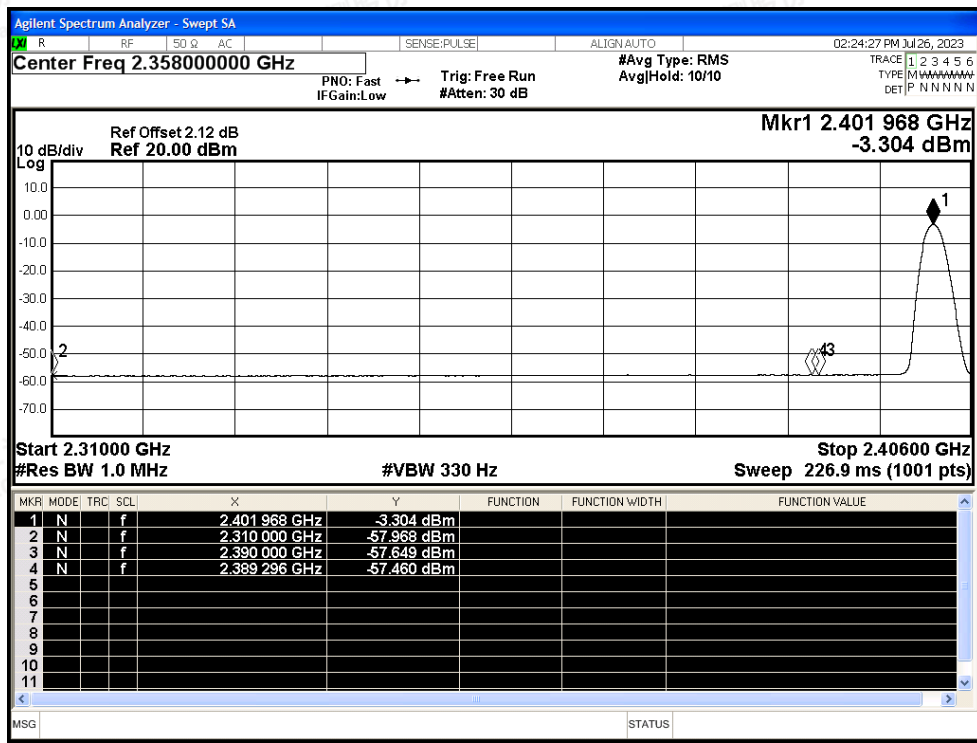 Agilent Spectrum Analyzer - Swept SA
LXI R RF 50 Ω AC SENSE:PULSE ALIGN AUTO 02:24:27 PM Jul 26, 2023
Center Freq 2.358000000 GHz
PNO: Fast
IFGain:Low
Trig: Free Run
#Atten: 30 dB
#Avg Type: RMS
Avg|Hold: 10/10
TRACE 1 2 3 4 5 6
TYPE M WWWWW
DET P N N N N N
Mkr1 2.401 968 GHz
-3.304 dBm
Ref Offset 2.12 dB
10 dB/div Ref 20.00 dBm
Log
10.0
0.00
-10.0
-20.0
-30.0
-40.0
-50.0
-60.0
-70.0
1
2
43
Start 2.31000 GHz Stop 2.40600 GHz
#Res BW 1.0 MHz #VBW 330 Hz Sweep 226.9 ms (1001 pts)
MKR MODE TRC SCL X Y FUNCTION FUNCTION WIDTH FUNCTION VALUE
1 N f 2.401 968 GHz -3.304 dBm
2 N f 2.310 000 GHz -57.968 dBm
3 N f 2.390 000 GHz -57.649 dBm
4 N f 2.389 296 GHz -57.460 dBm
5
6
7
8
9
10
11
MSG STATUS